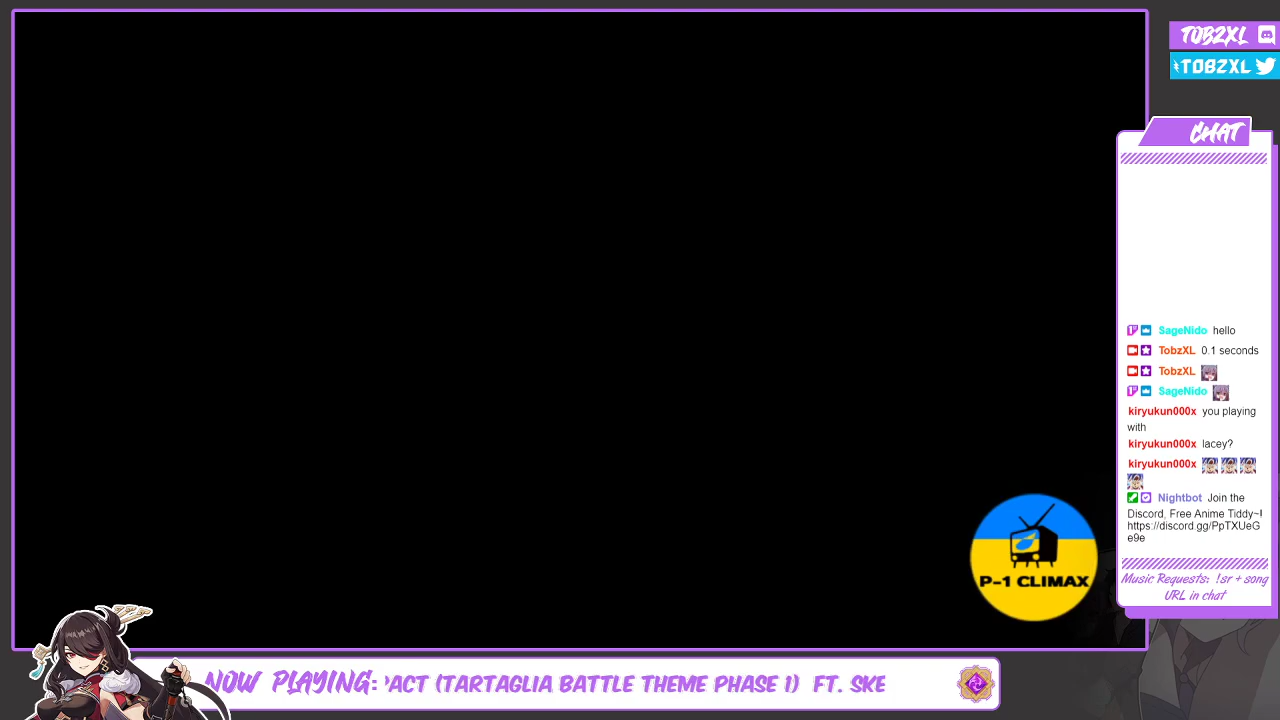 TOBZXL
TOBZXL
CHAT
SageNido hello
TobzXL 0.1 seconds
TobzXL
SageNido
kiryukun000x you playing
with
kiryukun000x lacey?
kiryukun000x
Nightbot Join the
Discord, Free Anime Tiddy~!
https://discord.gg/PpTXUeG
e9e
Music Requests: !sr + song
URL in chat
P-1 CLIMAX
NOW PLAYING: 'ACT (TARTAGLIA BATTLE THEME PHASE 1) FT. SKE